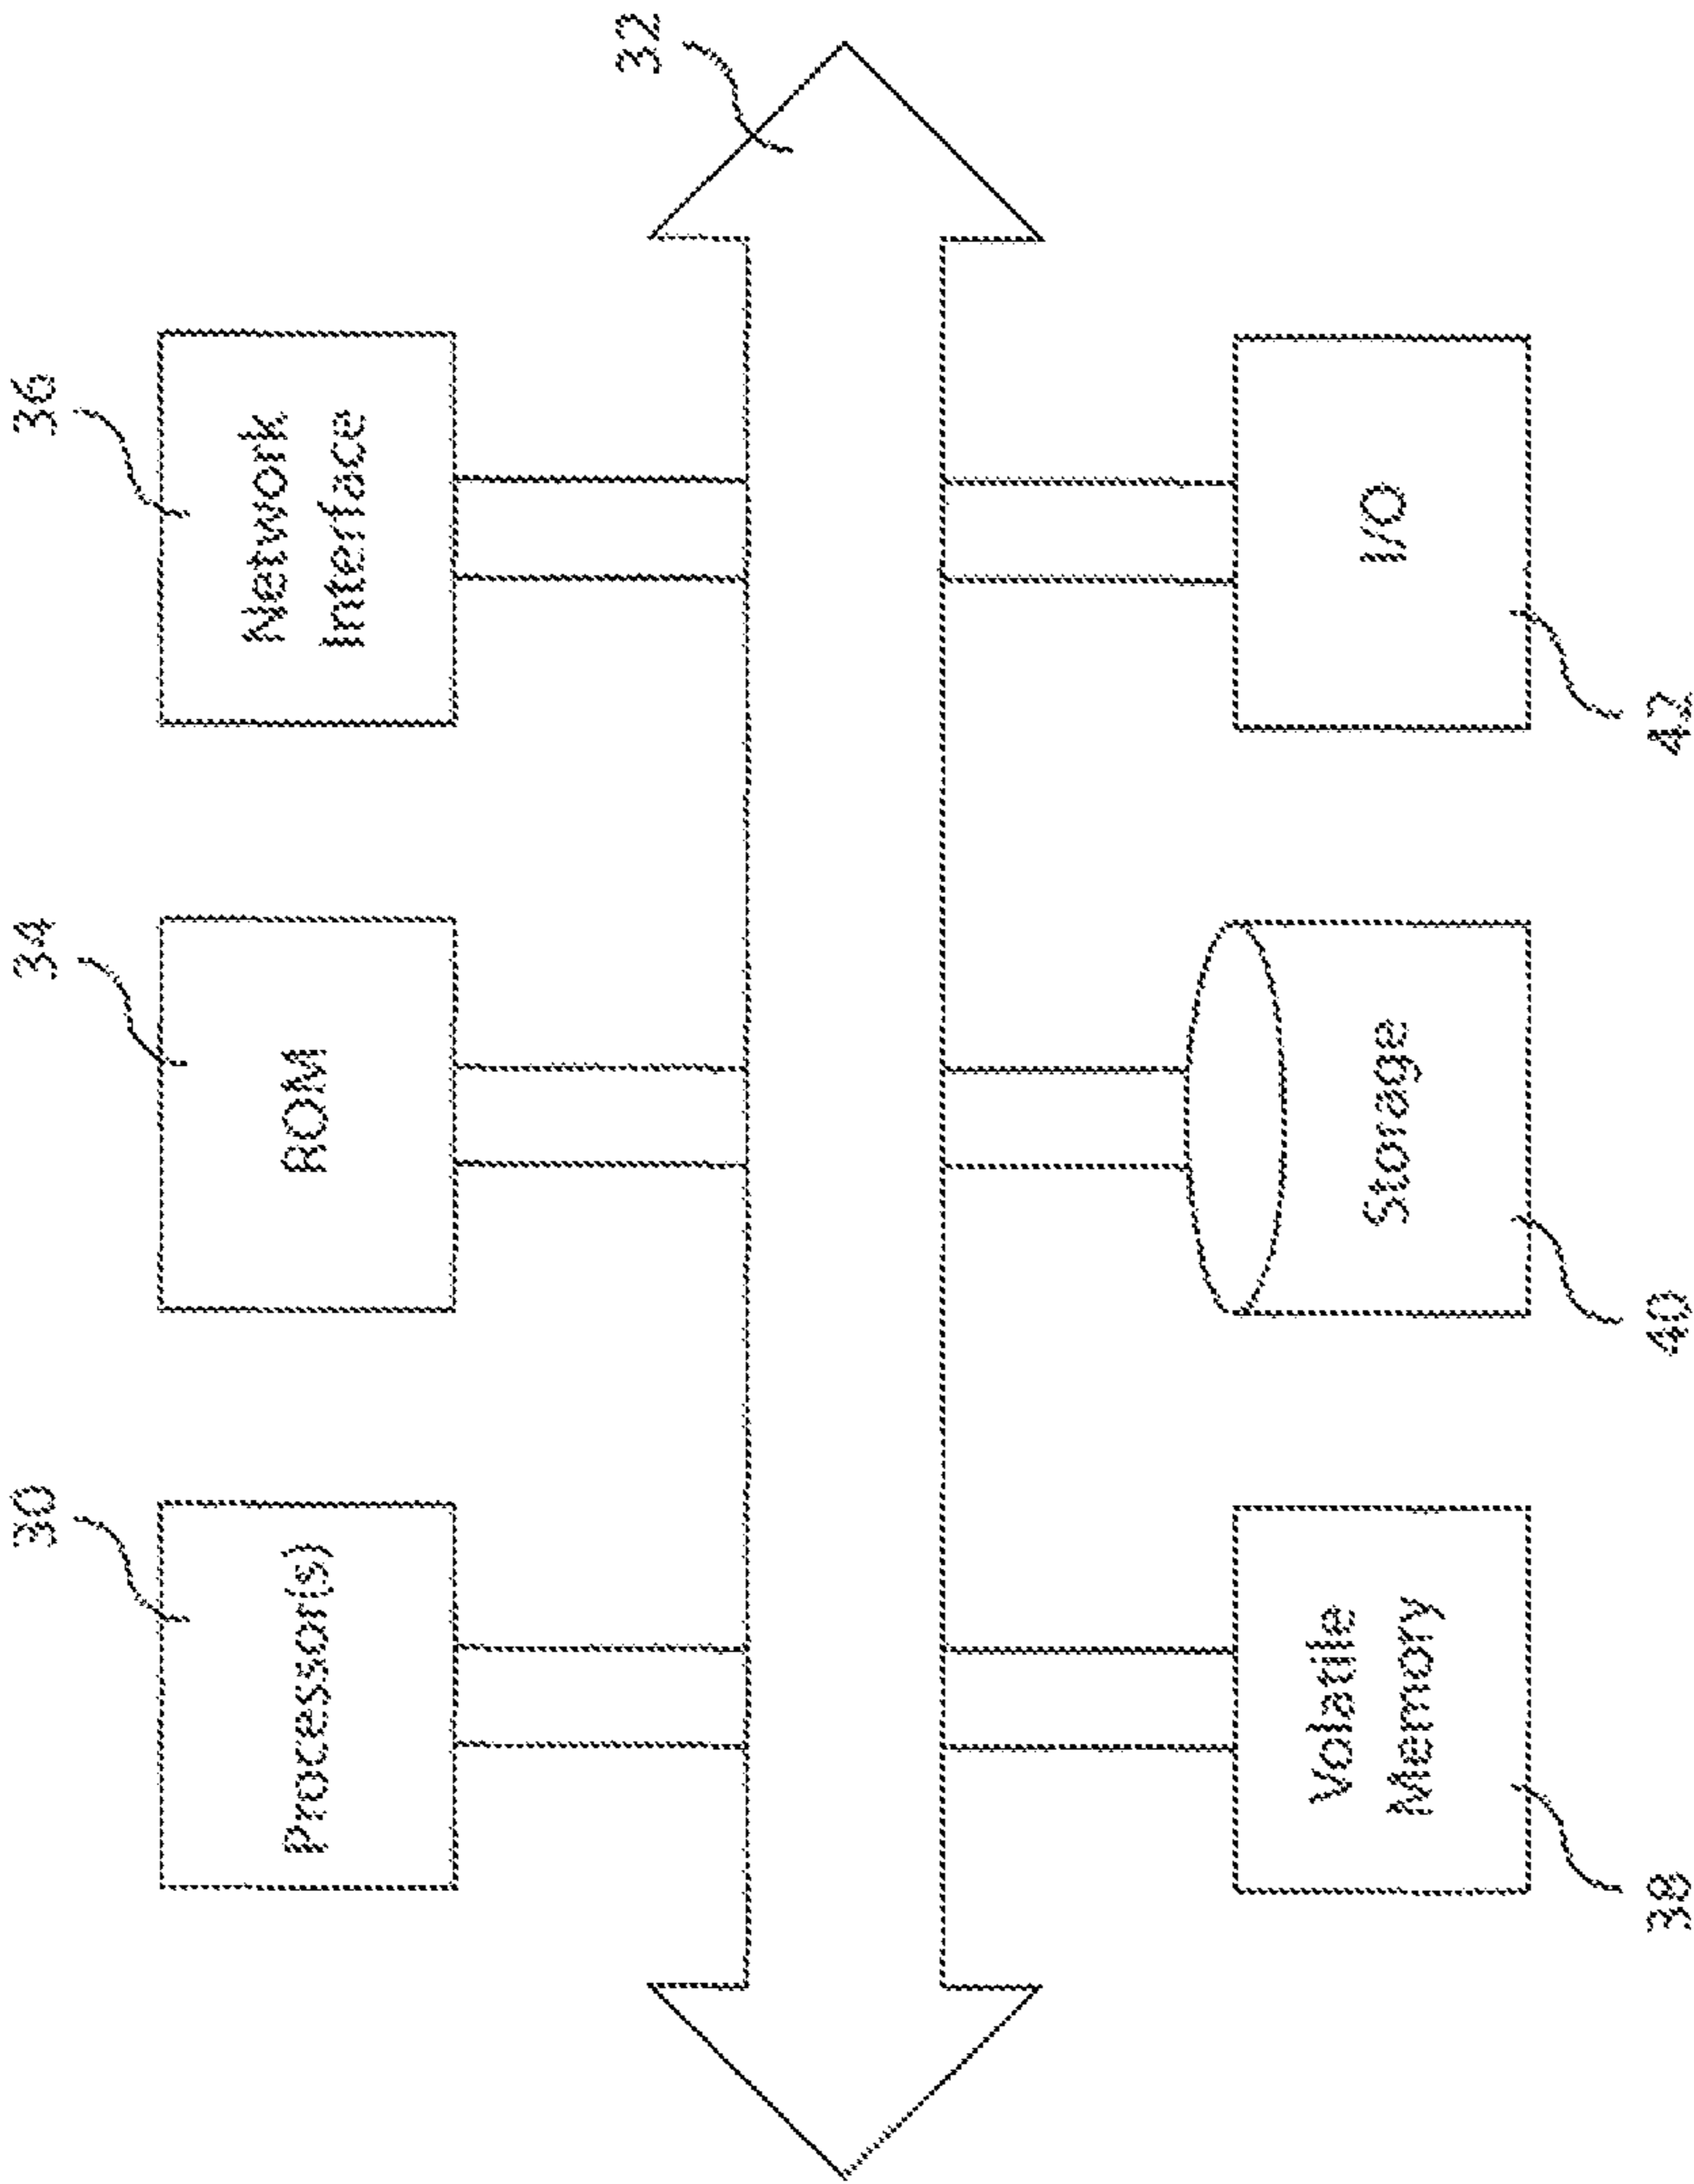 30
34
36
32
Processor(s)
ROM
Network
Interface
Volatile
Memory
Storage
I/O
38
40
42